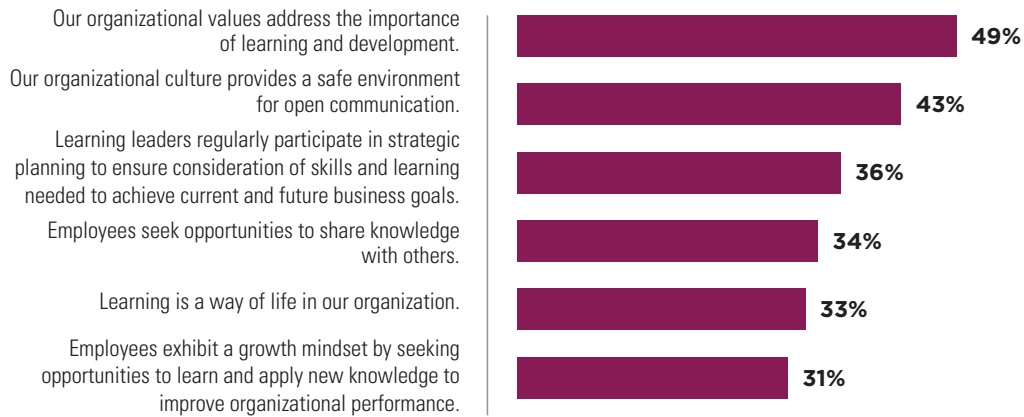 Our organizational values address the importance
of learning and development.
49%
Our organizational culture provides a safe environment
for open communication.
43%
Learning leaders regularly participate in strategic
planning to ensure consideration of skills and learning
needed to achieve current and future business goals.
36%
Employees seek opportunities to share knowledge
with others.
34%
Learning is a way of life in our organization.
33%
Employees exhibit a growth mindset by seeking
opportunities to learn and apply new knowledge to
improve organizational performance.
31%